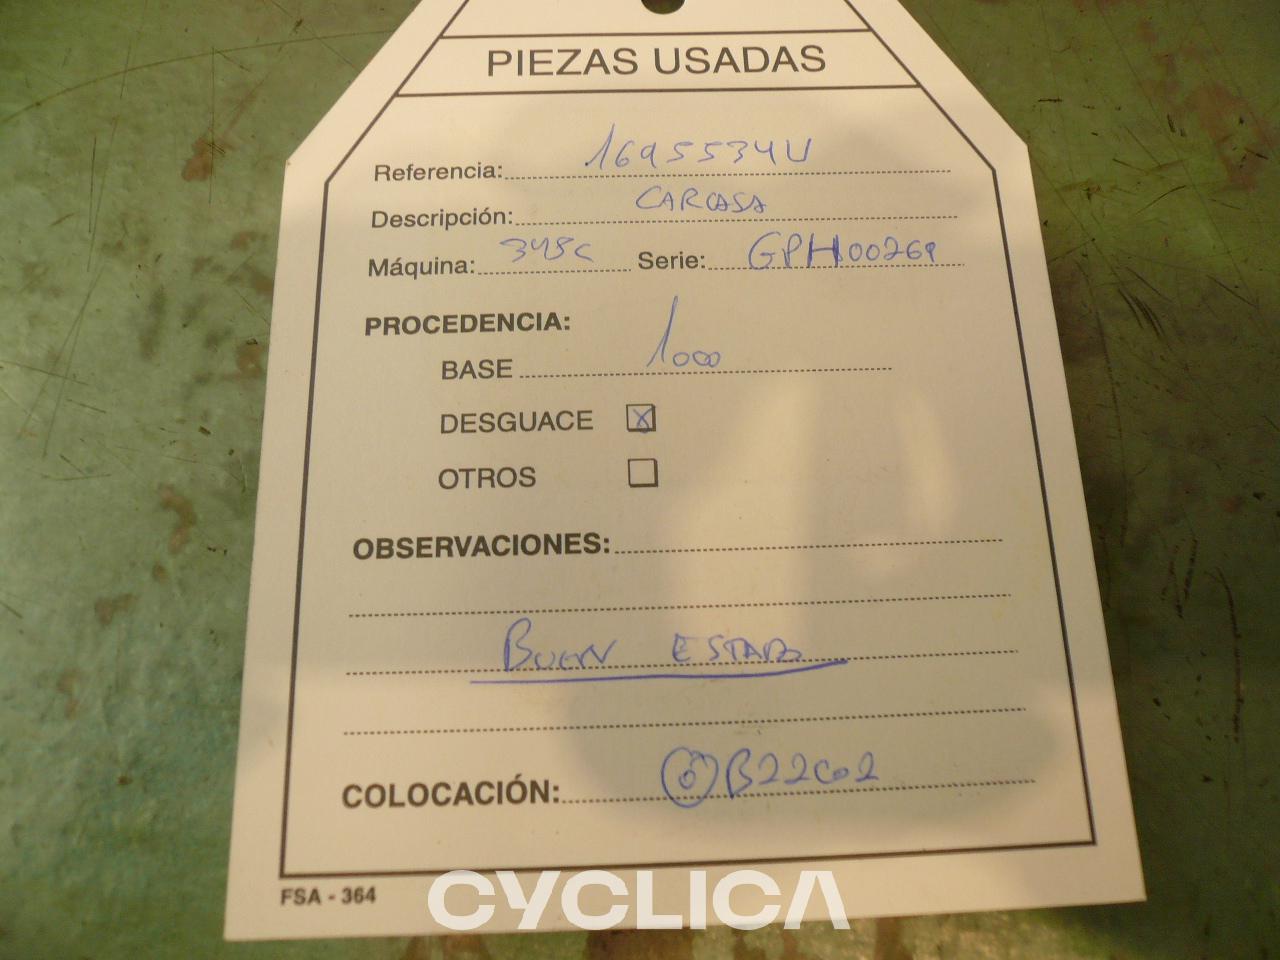 PIEZAS USADAS
Referencia: 1695534U
Descripción: CARCASA
Máquina: 345C Serie: GPH00269
PROCEDENCIA:
BASE 1000
DESGUACE X
OTROS
OBSERVACIONES:
BUEN ESTADO
COLOCACIÓN: 6 B22C02
FSA - 364
CYCLICA